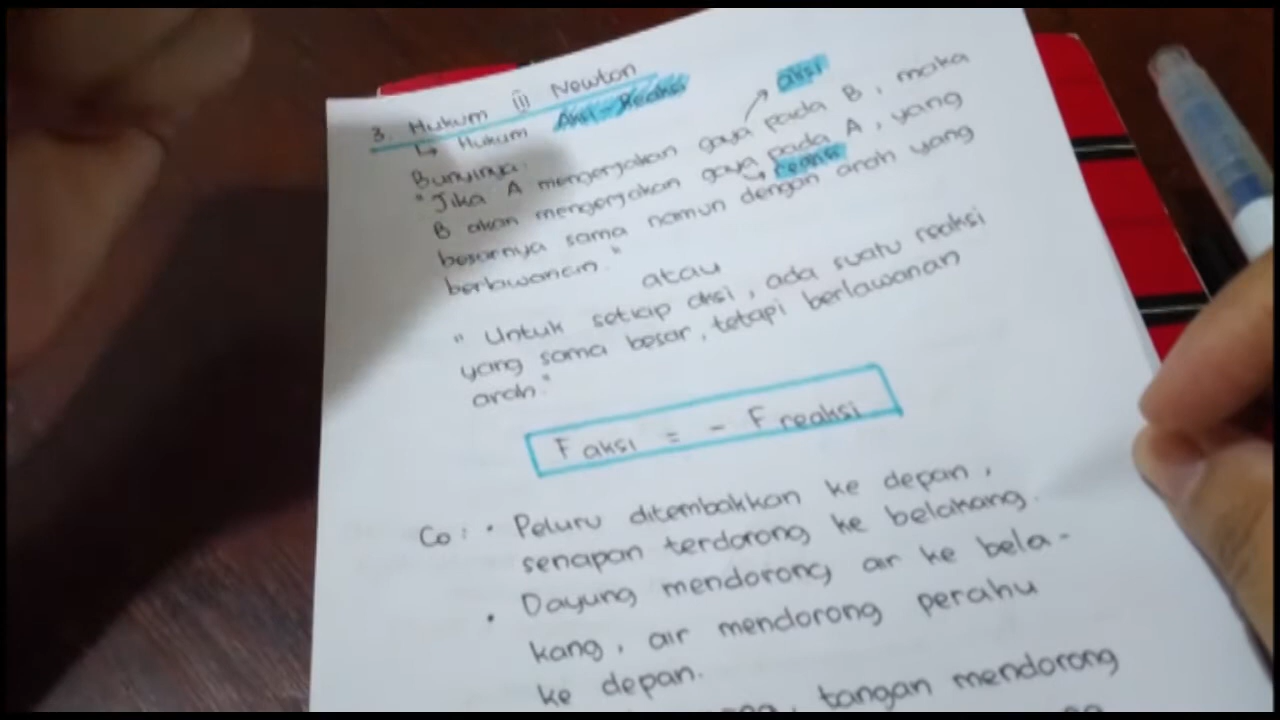 3. Hukum III Newton
↳ Hukum Aksi-Reaksi
aksi
Bunyinya:
"Jika A mengerjakan gaya pada B, maka
B akan mengerjakan gaya pada A, yang
reaksi
besarnya sama namun dengan arah yang
berlawanan."
atau
"Untuk setiap aksi, ada suatu reaksi
yang sama besar, tetapi berlawanan
arah."
F aksi = - F reaksi
Co: • Peluru ditembakkan ke depan,
senapan terdorong ke belakang.
• Dayung mendorong air ke bela-
kang, air mendorong perahu
ke depan.
, tangan mendorong